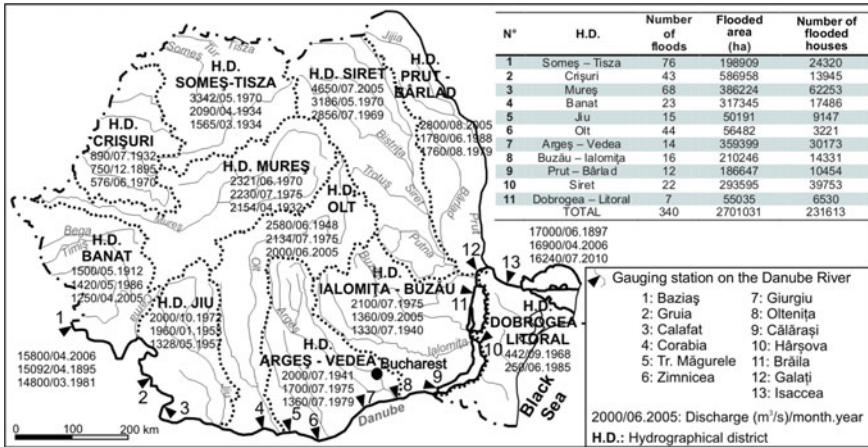 N° H.D. Number of floods Flooded area (ha) Number of flooded houses
1 Someş – Tisza 76 198909 24320
2 Crişuri 43 586958 13945
3 Mureş 68 386224 62253
4 Banat 23 317345 17486
5 Jiu 15 50191 9147
6 Olt 44 56482 3221
7 Argeş – Vedea 14 359399 30173
8 Buzău – Ialomiţa 16 210246 14331
9 Prut – Bârlad 12 186647 10454
10 Siret 22 293595 39753
11 Dobrogea – Litoral 7 55035 6530
TOTAL 340 2701031 231613
Someş
Tur
Tisza
Jijia
H.D.
SOMEŞ-TISZA
3342/05.1970
2090/04.1934
1565/03.1934
H.D. SIRET
4650/07.2005
3186/05.1970
2856/07.1969
H.D.
PRUT -
BÂRLAD
2800/08.2005
1780/06.1988
4760/08.1979
H.D.
CRIŞURI
890/07.1932
750/12.1895
576/06.1970
Bistriţa
Trotuş
Siret
Bârlad
Prut
Putna
H.D. MUREŞ
2321/06.1970
2230/07.1975
2154/04.1932
Mureş
H.D.
OLT
2580/06.1948
2134/07.1975
2000/06.2005
Bega
Timiş
H.D.
BANAT
1500/05.1912
1420/05.1986
1250/04.2005
Olt
Argeş
H.D. JIU
2000/10.1972
1960/01.1955
1328/05.1957
Jiu
H.D.
IALOMIŢA - BUZĂU
2100/07.1975
1360/09.2005
1330/07.1940
Ialomiţa
H.D.
ARGEŞ - VEDEA
2000/07.1941
1700/07.1975
1360/07.1979
Bucharest
H.D.
DOBROGEA -
LITORAL
442/09.1968
250/06.1985
17000/06.1897
16900/04.2006
16240/07.2010
15800/04.2006
15092/04.1895
14800/03.1981
1
2
3
4
5
6
7
8
9
10
11
12
13
Danube
Black
Sea
0 100 200 km
Gauging station on the Danube River
1: Baziaş 7: Giurgiu
2: Gruia 8: Olteniţa
3: Calafat 9: Călăraşi
4: Corabia 10: Hârşova
5: Tr. Măgurele 11: Brăila
6: Zimnicea 12: Galaţi
13: Isaccea
2000/06.2005: Discharge (m³/s)/month.year
H.D.: Hydrographical district